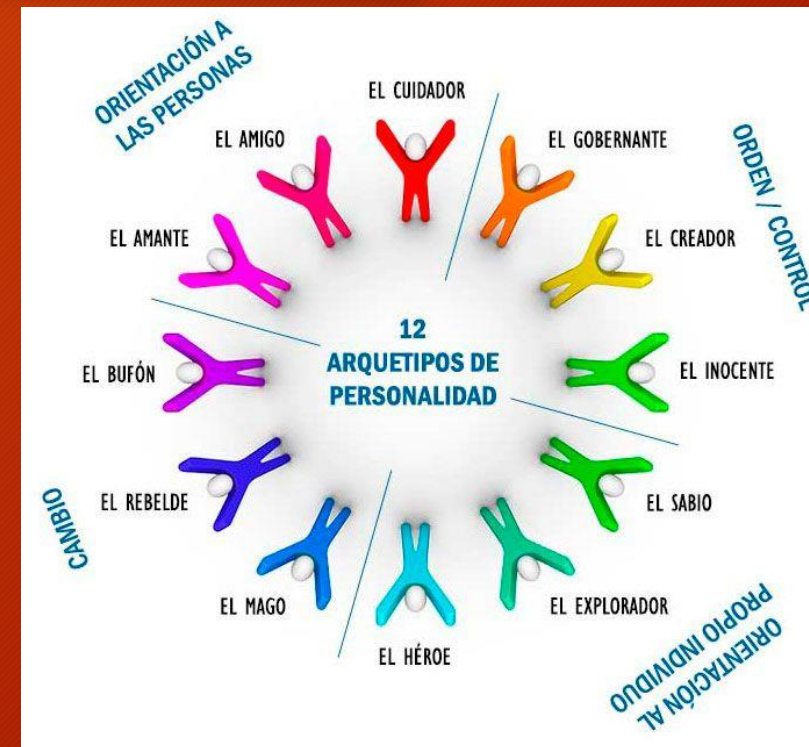 ORIENTACIÓN A
LAS PERSONAS
EL CUIDADOR
EL AMIGO
EL GOBERNANTE
ORDEN / CONTROL
EL AMANTE
EL CREADOR
12
ARQUETIPOS DE
PERSONALIDAD
EL BUFÓN
EL INOCENTE
EL REBELDE
EL SABIO
CAMBIO
EL MAGO
EL EXPLORADOR
EL HÉROE
ORIENTACIÓN AL
PROPIO INDIVIDUO